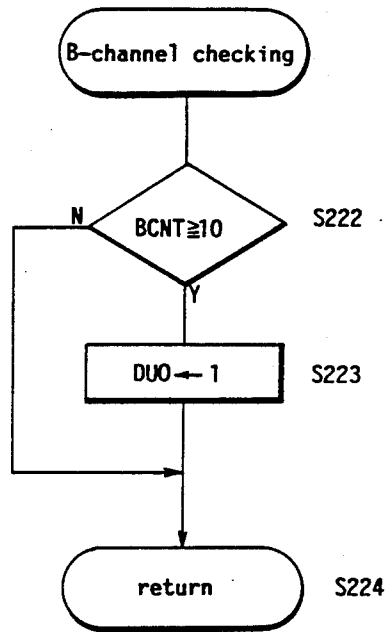 B-channel checking
BCNT≧10 S222
N
Y
DUO ← 1 S223
return S224